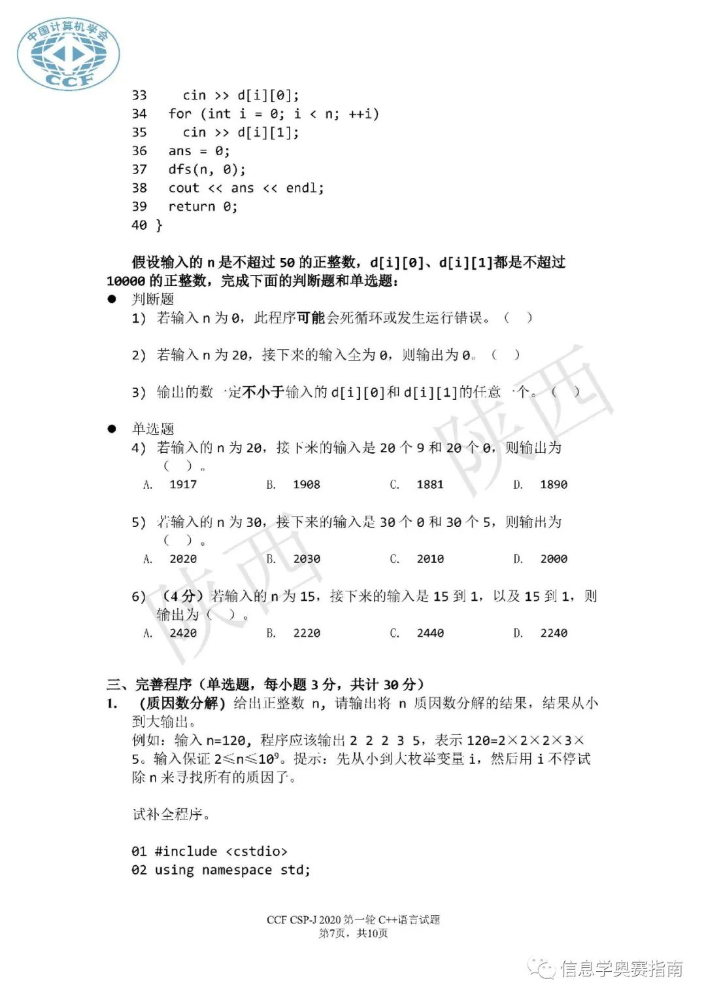 中国计算机学会
CCF
33 cin >> d[i][0];
34 for (int i = 0; i < n; ++i)
35 cin >> d[i][1];
36 ans = 0;
37 dfs(n, 0);
38 cout << ans << endl;
39 return 0;
40 }
假设输入的 n 是不超过 50 的正整数，d[i][0]、d[i][1]都是不超过
10000 的正整数，完成下面的判断题和单选题：
● 判断题
1) 若输入 n 为 0，此程序可能会死循环或发生运行错误。（ ）
2) 若输入 n 为 20，接下来的输入全为 0，则输出为 0。（ ）
3) 输出的数一定不小于输入的 d[i][0]和 d[i][1]的任意一个。（ ）
● 单选题
4) 若输入的 n 为 20，接下来的输入是 20 个 9 和 20 个 0，则输出为
（ ）。
A. 1917 B. 1908 C. 1881 D. 1890
5) 若输入的 n 为 30，接下来的输入是 30 个 0 和 30 个 5，则输出为
（ ）。
A. 2020 B. 2030 C. 2010 D. 2000
6) （4 分）若输入的 n 为 15，接下来的输入是 15 到 1，以及 15 到 1，则
输出为（ ）。
A. 2420 B. 2220 C. 2440 D. 2240
三、完善程序（单选题，每小题 3 分，共计 30 分）
1. (质因数分解) 给出正整数 n, 请输出将 n 质因数分解的结果，结果从小
到大输出。
例如：输入 n=120, 程序应该输出 2 2 2 3 5，表示 120=2×2×2×3×
5。输入保证 2≤n≤10⁹。提示：先从小到大枚举变量 i，然后用 i 不停试
除 n 来寻找所有的质因子。
试补全程序。
01 #include <cstdio>
02 using namespace std;
CCF CSP-J 2020 第一轮 C++语言试题
第7页，共10页
陕西
陕西
信息学奥赛指南